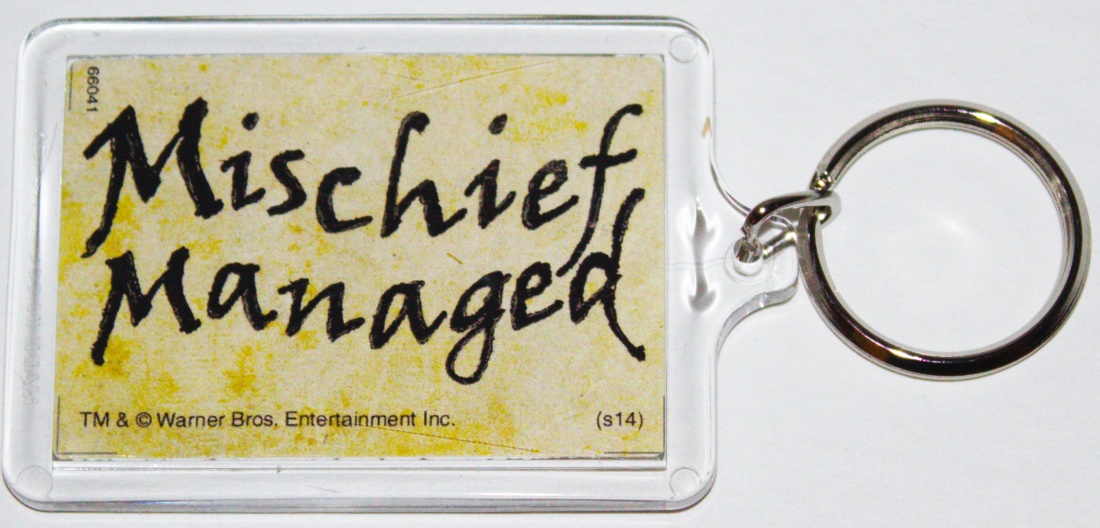 66041
Mischief
Managed
TM & © Warner Bros. Entertainment Inc. (s14)